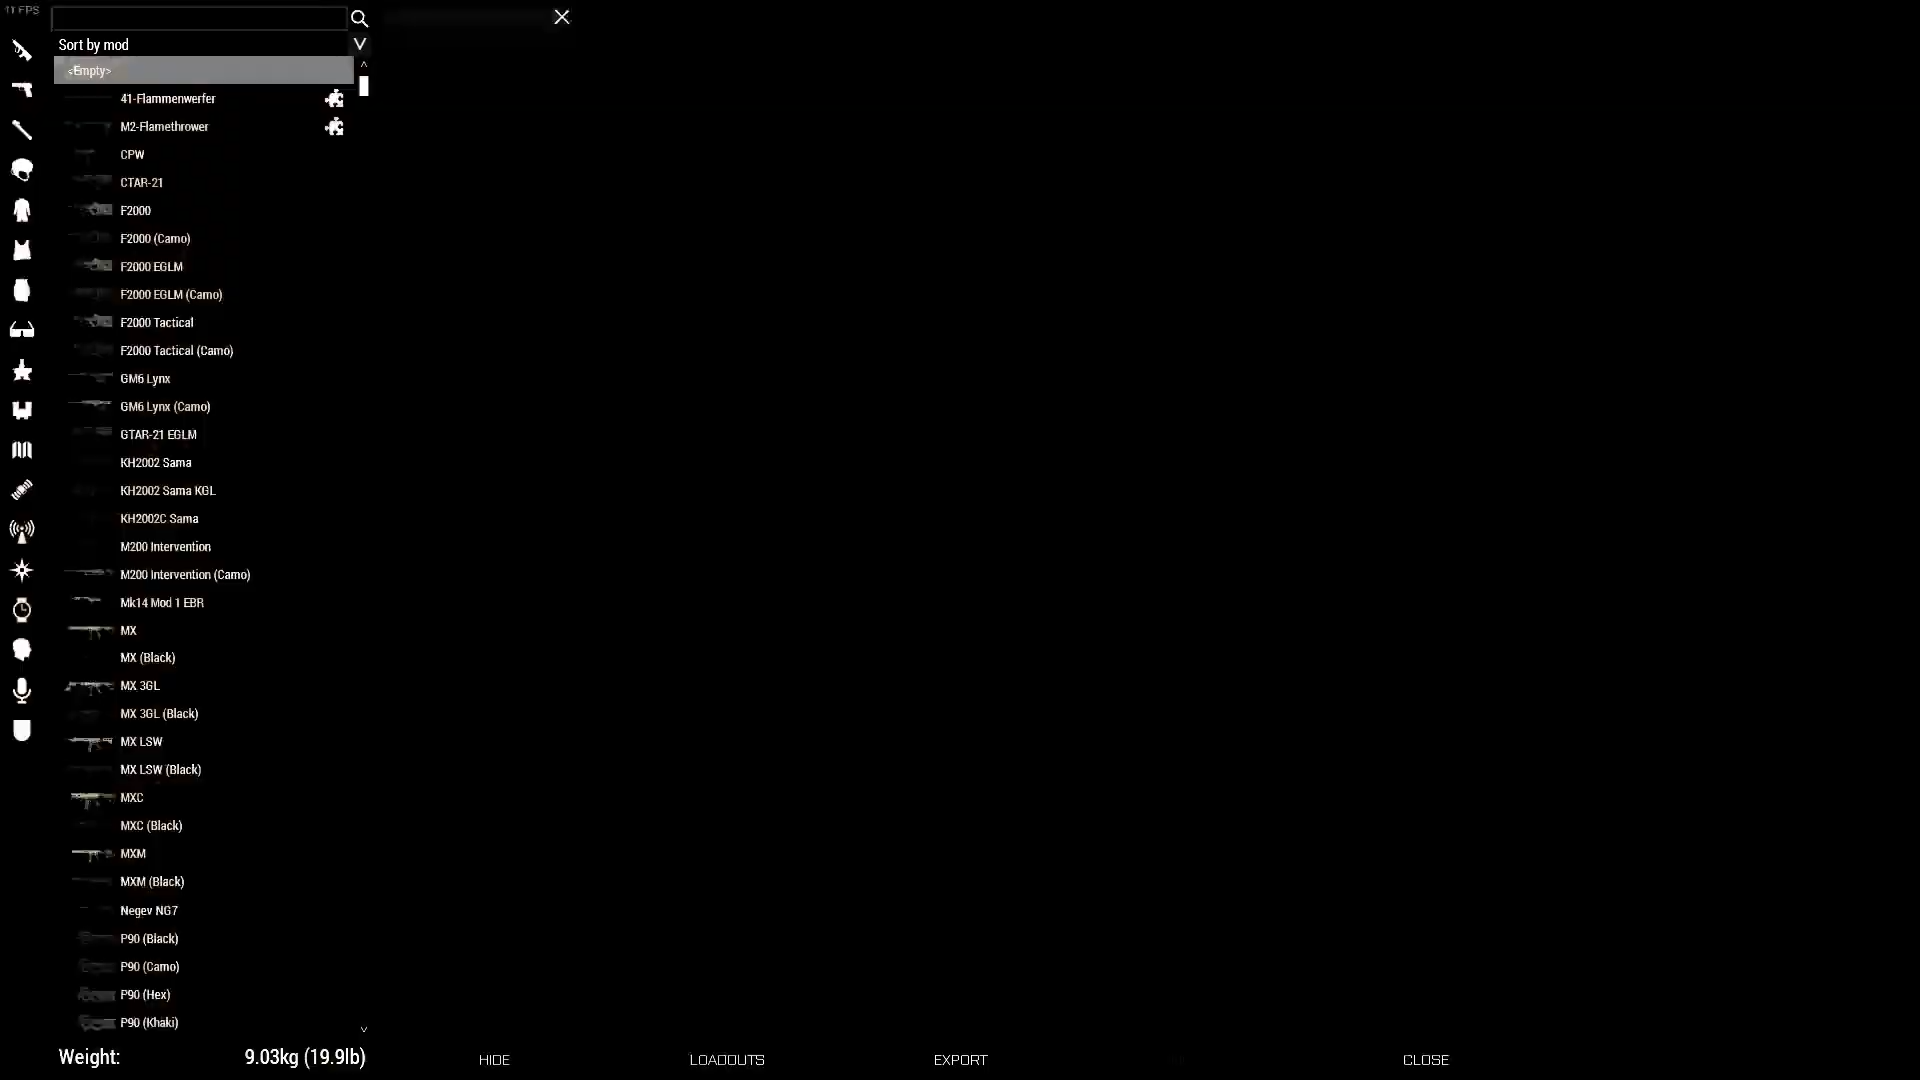 11 FPS
Sort by mod
<Empty>
41-Flammenwerfer
M2-Flamethrower
CPW
CTAR-21
F2000
F2000 (Camo)
F2000 EGLM
F2000 EGLM (Camo)
F2000 Tactical
F2000 Tactical (Camo)
GM6 Lynx
GM6 Lynx (Camo)
GTAR-21 EGLM
KH2002 Sama
KH2002 Sama KGL
KH2002C Sama
M200 Intervention
M200 Intervention (Camo)
Mk14 Mod 1 EBR
MX
MX (Black)
MX 3GL
MX 3GL (Black)
MX LSW
MX LSW (Black)
MXC
MXC (Black)
MXM
MXM (Black)
Negev NG7
P90 (Black)
P90 (Camo)
P90 (Hex)
P90 (Khaki)
Weight: 9.03kg (19.9lb)
HIDE LOADOUTS EXPORT CLOSE